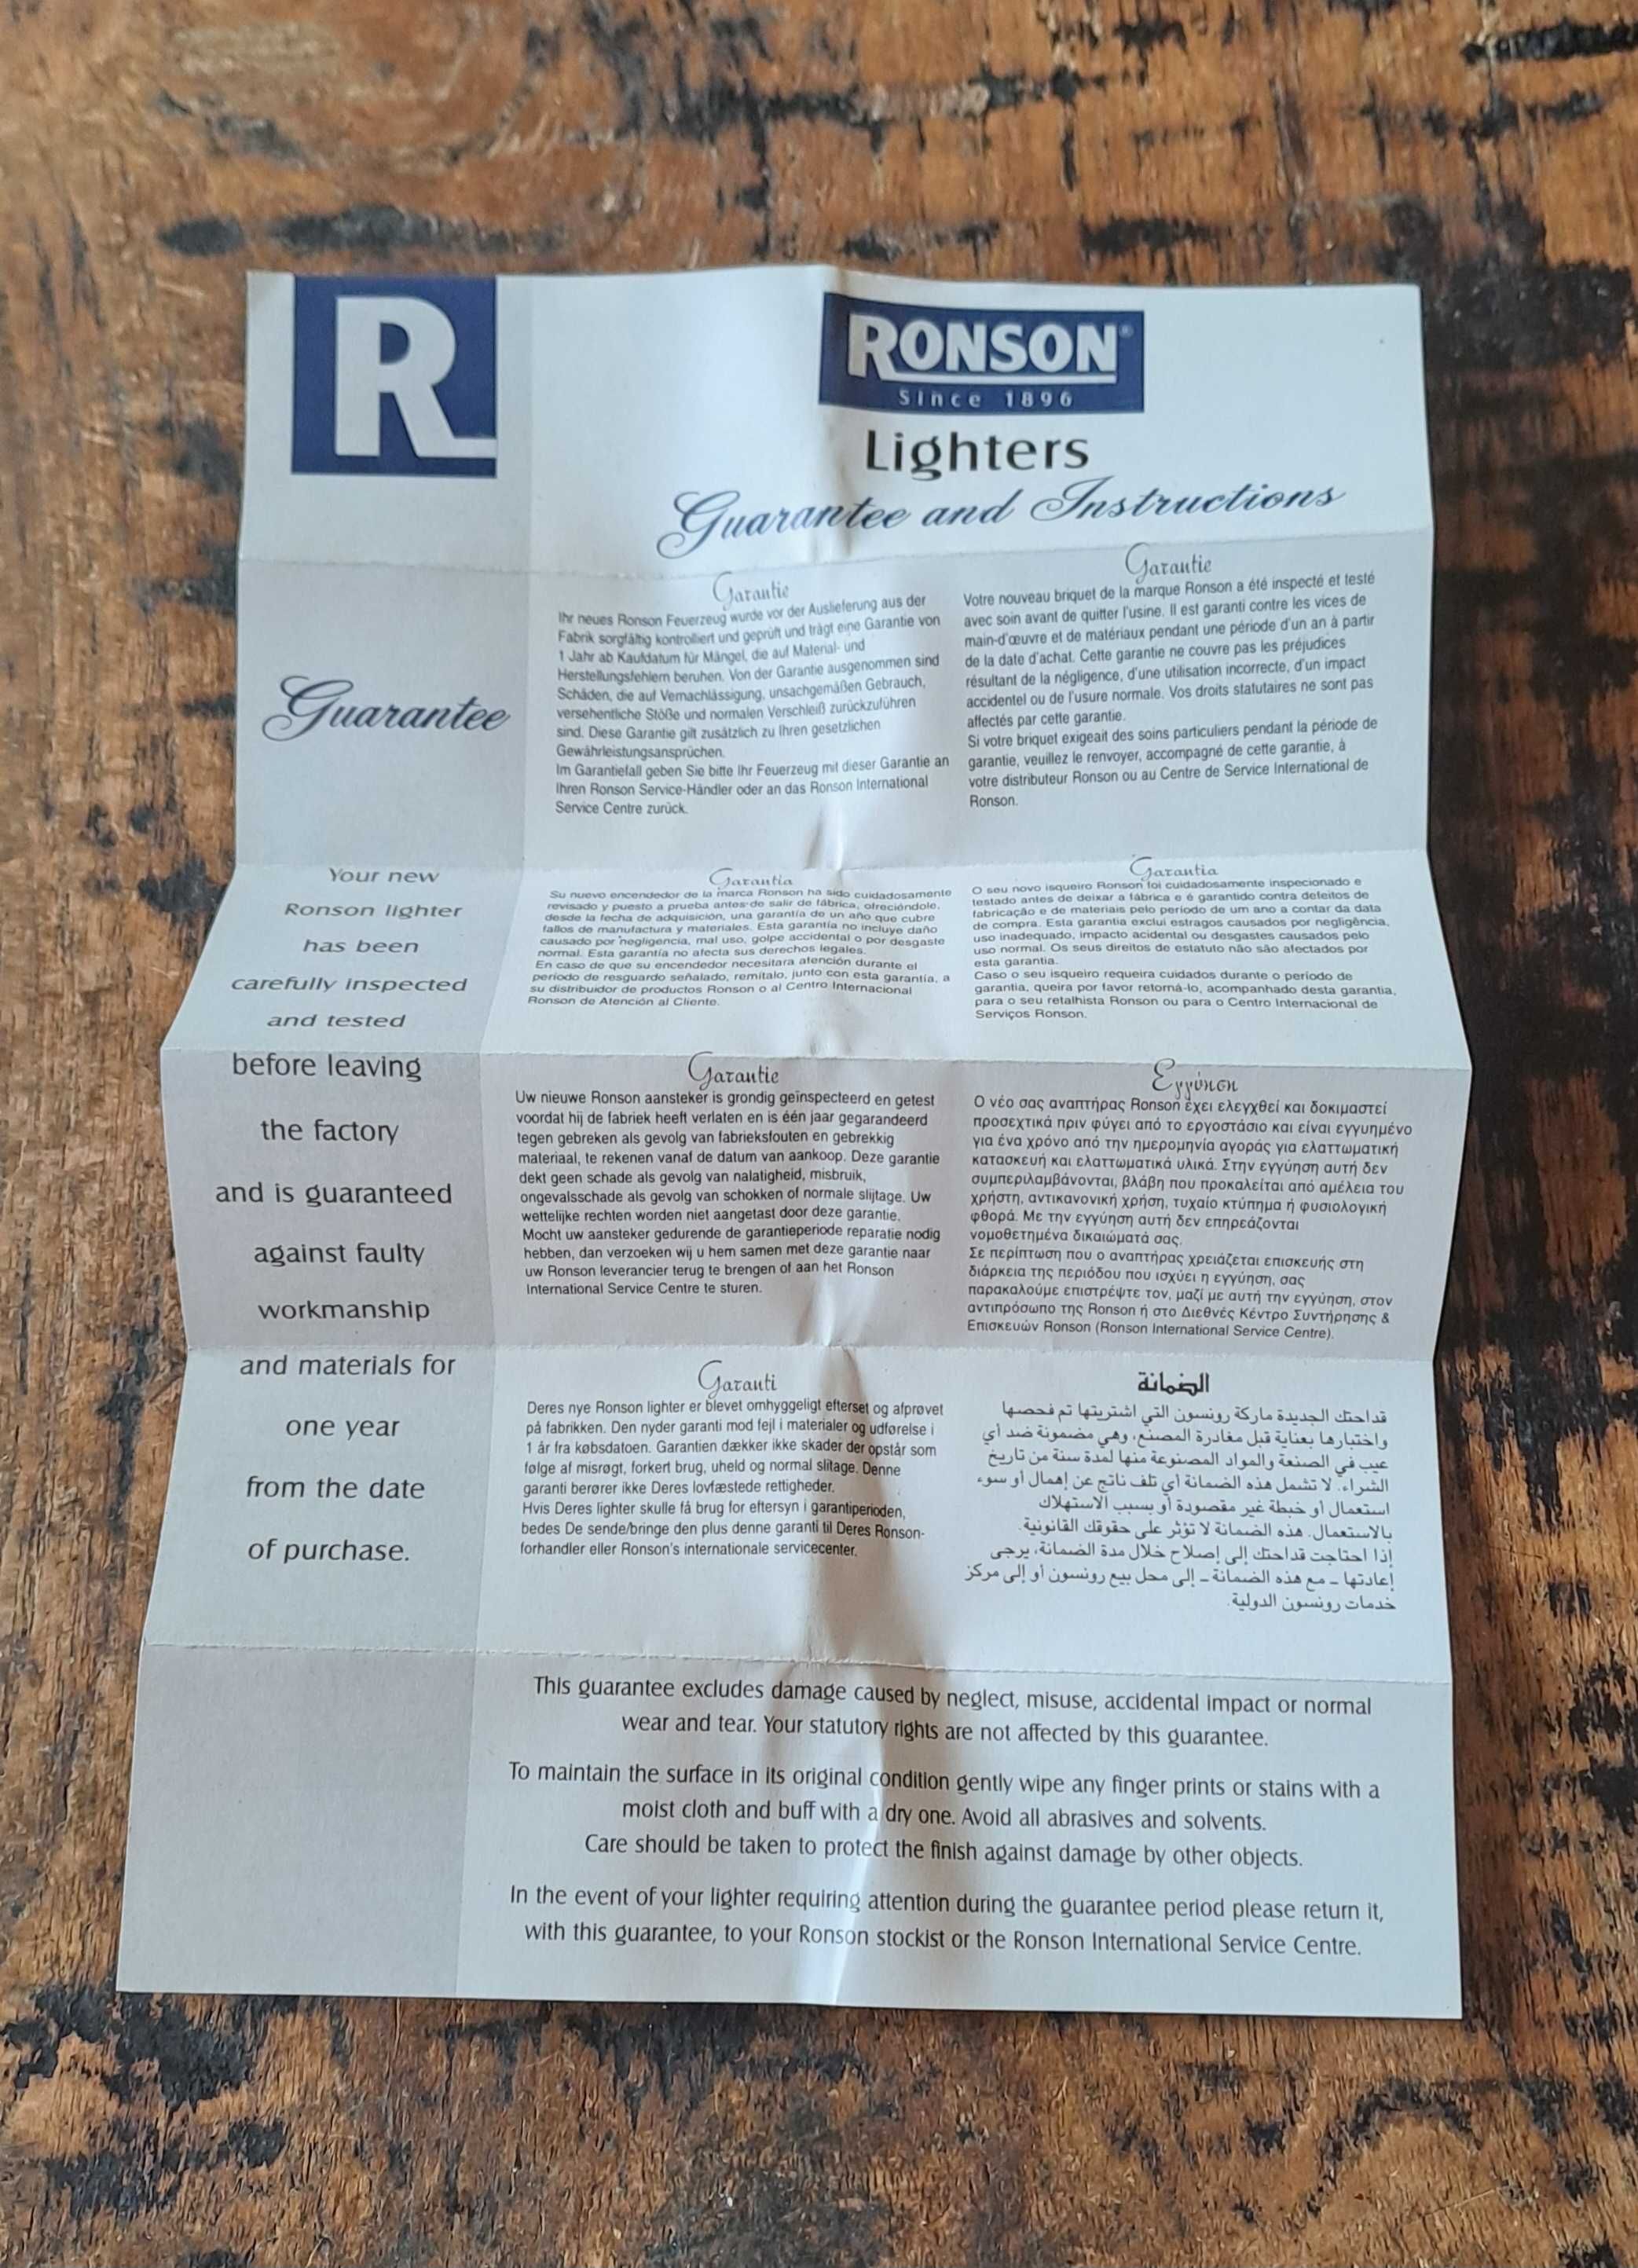 R
RONSON®
Since 1896
Lighters
Guarantee and Instructions
Guarantee
Your new
Ronson lighter
has been
carefully inspected
and tested
before leaving
the factory
and is guaranteed
against faulty
workmanship
and materials for
one year
from the date
of purchase.
Garantie
Ihr neues Ronson Feuerzeug wurde vor der Auslieferung aus der
Fabrik sorgfältig kontrolliert und geprüft und trägt eine Garantie von
1 Jahr ab Kaufdatum für Mängel, die auf Material- und
Herstellungsfehlern beruhen. Von der Garantie ausgenommen sind
Schäden, die auf Vernachlässigung, unsachgemäßen Gebrauch,
versehentliche Stöße und normalen Verschleiß zurückzuführen
sind. Diese Garantie gilt zusätzlich zu Ihren gesetzlichen
Gewährleistungsansprüchen.
Im Garantiefall geben Sie bitte Ihr Feuerzeug mit dieser Garantie an
Ihren Ronson Service-Händler oder an das Ronson International
Service Centre zurück.
Garantie
Votre nouveau briquet de la marque Ronson a été inspecté et testé
avec soin avant de quitter l'usine. Il est garanti contre les vices de
main-d'œuvre et de matériaux pendant une période d'un an à partir
de la date d'achat. Cette garantie ne couvre pas les préjudices
résultant de la négligence, d'une utilisation incorrecte, d'un impact
accidentel ou de l'usure normale. Vos droits statutaires ne sont pas
affectés par cette garantie.
Si votre briquet exigeait des soins particuliers pendant la période de
garantie, veuillez le renvoyer, accompagné de cette garantie, à
votre distributeur Ronson ou au Centre de Service International de
Ronson.
Garantia
Su nuevo encendedor de la marca Ronson ha sido cuidadosamente
revisado y puesto a prueba antes de salir de fábrica, ofreciéndole,
desde la fecha de adquisición, una garantía de un año que cubre
fallos de manufactura y materiales. Esta garantía no incluye daño
causado por negligencia, mal uso, golpe accidental o por desgaste
normal. Esta garantía no afecta sus derechos legales.
En caso de que su encendedor necesitara atención durante el
período de resguardo señalado, remítalo, junto con esta garantía, a
su distribuidor de productos Ronson o al Centro Internacional
Ronson de Atención al Cliente.
Garantia
O seu novo isqueiro Ronson foi cuidadosamente inspecionado e
testado antes de deixar a fábrica e é garantido contra defeitos de
fabricação e de materiais pelo período de um ano a contar da data
de compra. Esta garantia exclui estragos causados por negligência,
uso inadequado, impacto acidental ou desgastes causados pelo
uso normal. Os seus direitos de estatuto não são afectados por
esta garantia.
Caso o seu isqueiro requeira cuidados durante o período de
garantia, queira por favor retorná-lo, acompanhado desta garantia,
para o seu retalhista Ronson ou para o Centro Internacional de
Serviços Ronson.
Garantie
Uw nieuwe Ronson aansteker is grondig geïnspecteerd en getest
voordat hij de fabriek heeft verlaten en is één jaar gegarandeerd
tegen gebreken als gevolg van fabrieksfouten en gebrekkig
materiaal, te rekenen vanaf de datum van aankoop. Deze garantie
dekt geen schade als gevolg van nalatigheid, misbruik,
ongevalsschade als gevolg van schokken of normale slijtage. Uw
wettelijke rechten worden niet aangetast door deze garantie.
Mocht uw aansteker gedurende de garantieperiode reparatie nodig
hebben, dan verzoeken wij u hem samen met deze garantie naar
uw Ronson leverancier terug te brengen of aan het Ronson
International Service Centre te sturen.
Εγγύηση
Ο νέο σας αναπτήρας Ronson έχει ελεγχθεί και δοκιμαστεί
προσεχτικά πριν φύγει από το εργοστάσιο και είναι εγγυημένο
για ένα χρόνο από την ημερομηνία αγοράς για ελαττωματική
κατασκευή και ελαττωματικά υλικά. Στην εγγύηση αυτή δεν
συμπεριλαμβάνονται, βλάβη που προκαλείται από αμέλεια του
χρήστη, αντικανονική χρήση, τυχαίο κτύπημα ή φυσιολογική
φθορά. Με την εγγύηση αυτή δεν επηρεάζονται
νομοθετημένα δικαιώματά σας.
Σε περίπτωση που ο αναπτήρας χρειάζεται επισκευής στη
διάρκεια της περιόδου που ισχύει η εγγύηση, σας
παρακαλούμε επιστρέψτε τον, μαζί με αυτή την εγγύηση, στον
αντιπρόσωπο της Ronson ή στο Διεθνές Κέντρο Συντήρησης &
Επισκευών Ronson (Ronson International Service Centre).
Garanti
Deres nye Ronson lighter er blevet omhyggeligt efterset og afprøvet
på fabrikken. Den nyder garanti mod fejl i materialer og udførelse i
1 år fra købsdatoen. Garantien dækker ikke skader der opstår som
følge af misrøgt, forkert brug, uheld og normal slitage. Denne
garanti berører ikke Deres lovfæstede rettigheder.
Hvis Deres lighter skulle få brug for eftersyn i garantiperioden,
bedes De sende/bringe den plus denne garanti til Deres Ronson-
forhandler eller Ronson's internationale servicecenter.
الضمانة
قداحتك الجديدة ماركة رونسون التي اشتريتها تم فحصها
واختبارها بعناية قبل مغادرة المصنع، وهي مضمونة ضد أي
عيب في الصنعة والمواد المصنوعة منها لمدة سنة من تاريخ
الشراء. لا تشمل هذه الضمانة أي تلف ناتج عن إهمال أو سوء
استعمال أو خبطة غير مقصودة أو بسبب الاستهلاك
بالاستعمال. هذه الضمانة لا تؤثر على حقوقك القانونية.
إذا احتاجت قداحتك إلى إصلاح خلال مدة الضمانة، يرجى
إعادتها ـ مع هذه الضمانة ـ إلى محل بيع رونسون أو إلى مركز
خدمات رونسون الدولية.
This guarantee excludes damage caused by neglect, misuse, accidental impact or normal
wear and tear. Your statutory rights are not affected by this guarantee.
To maintain the surface in its original condition gently wipe any finger prints or stains with a
moist cloth and buff with a dry one. Avoid all abrasives and solvents.
Care should be taken to protect the finish against damage by other objects.
In the event of your lighter requiring attention during the guarantee period please return it,
with this guarantee, to your Ronson stockist or the Ronson International Service Centre.